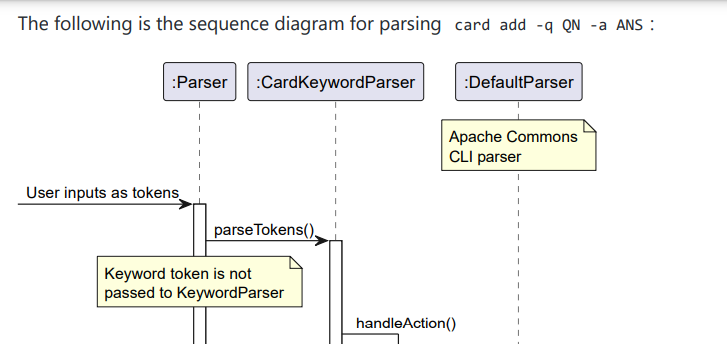 The following is the sequence diagram for parsing card add -q QN -a ANS :
:Parser
:CardKeywordParser
:DefaultParser
Apache Commons
CLI parser
User inputs as tokens
parseTokens()
Keyword token is not
passed to KeywordParser
handleAction()